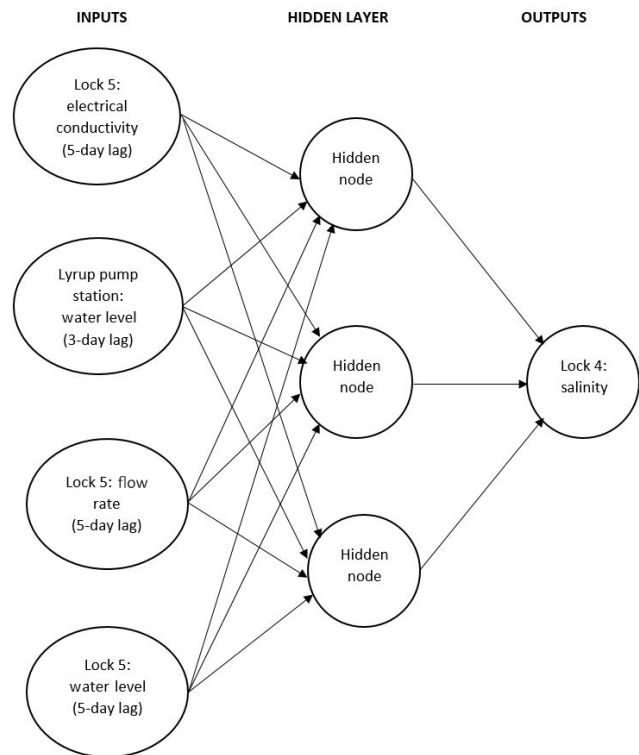 INPUTS
HIDDEN LAYER
OUTPUTS
Lock 5:
electrical
conductivity
(5-day lag)
Lyrup pump
station:
water level
(3-day lag)
Lock 5: flow
rate
(5-day lag)
Lock 5:
water level
(5-day lag)
Hidden
node
Hidden
node
Hidden
node
Lock 4:
salinity